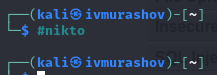 ┌──(kali㉿ivmurashov)-[~]
└─$ #nikto
┌──(kali㉿ivmurashov)-[~]